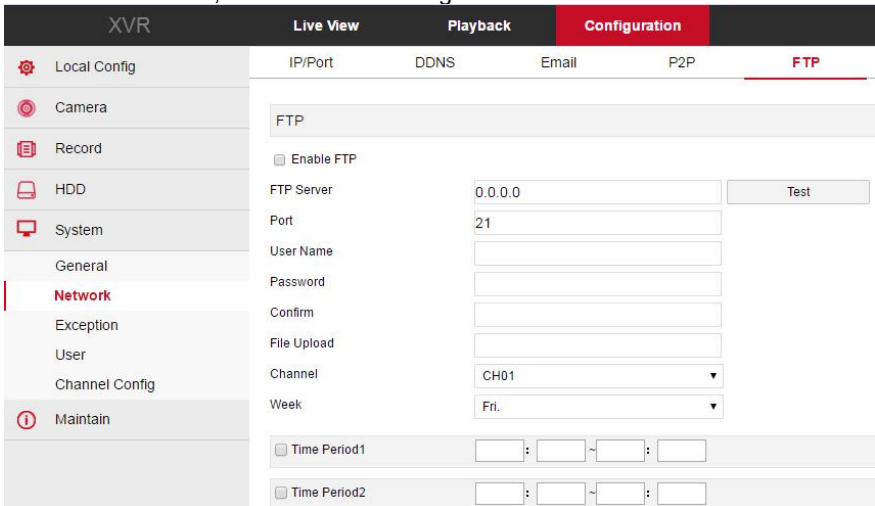 XVR Live View Playback Configuration
Local Config IP/Port DDNS Email P2P FTP
Camera
FTP
Record
Enable FTP
HDD FTP Server 0.0.0.0 Test
System Port 21
User Name
General
Password
Network
Confirm
Exception
File Upload
User
Channel CH01
Channel Config
Week Fri.
Maintain
Time Period1 : ~ :
Time Period2 : ~ :